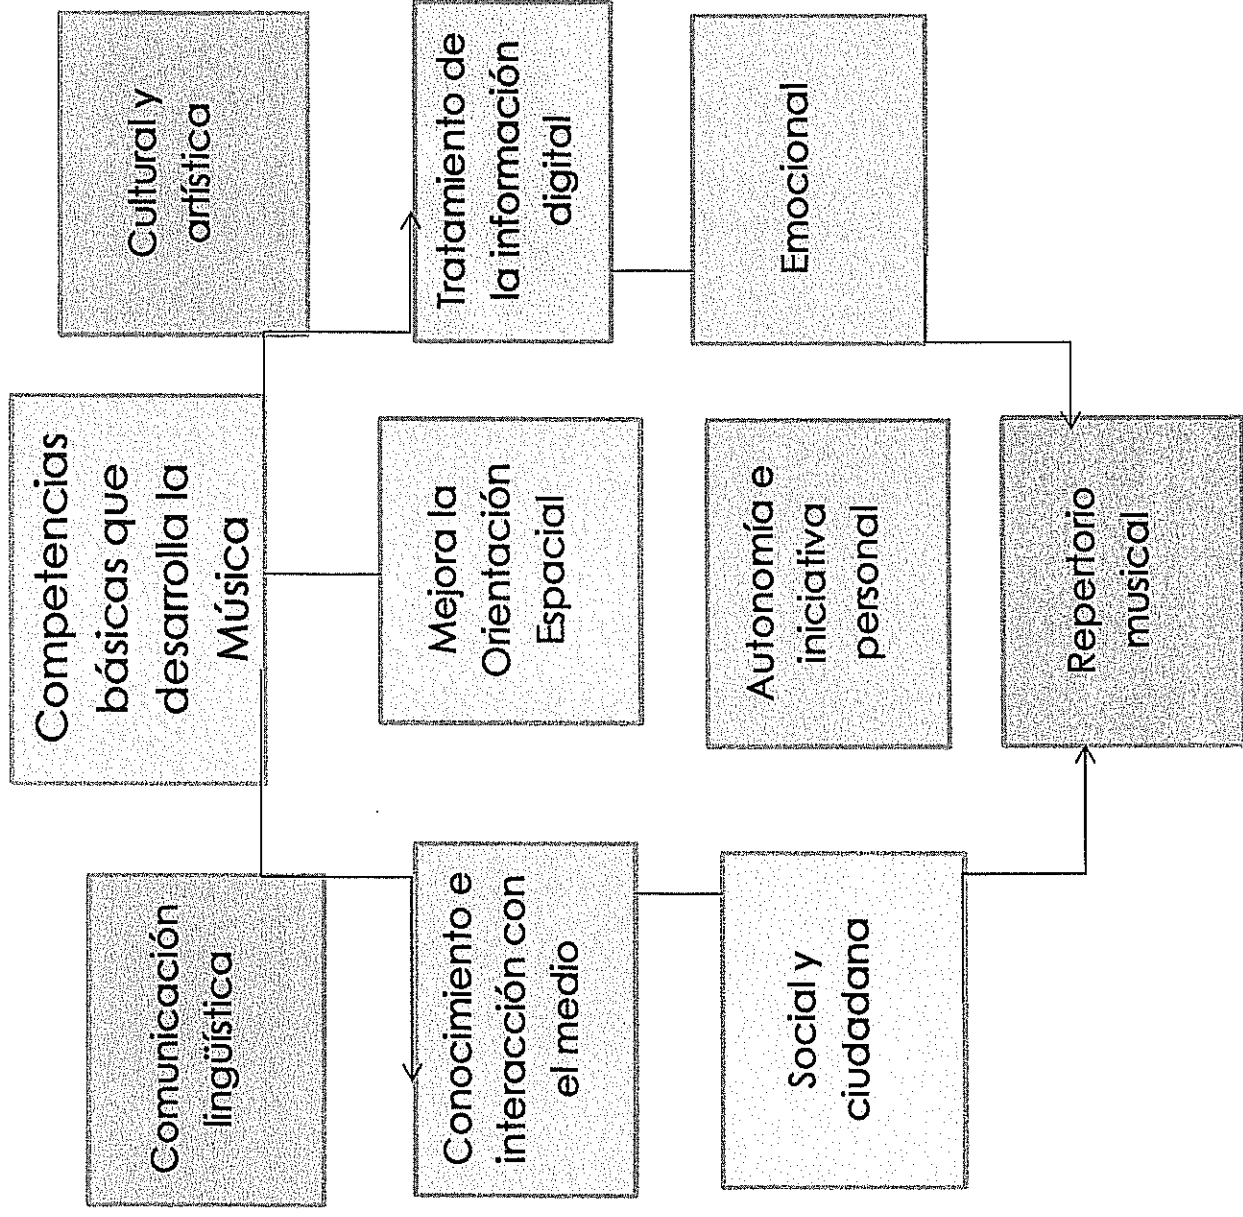 Comunicación
lingüística
Competencias
básicas que
desarrolla la
Música
Cultural y
artística
Conocimiento e
interacción con
el medio
Mejora la
Orientación
Espacial
Tratamiento de
la información
digital
Social y
ciudadana
Autonomía e
iniciativa
personal
Emocional
Repertorio
musical